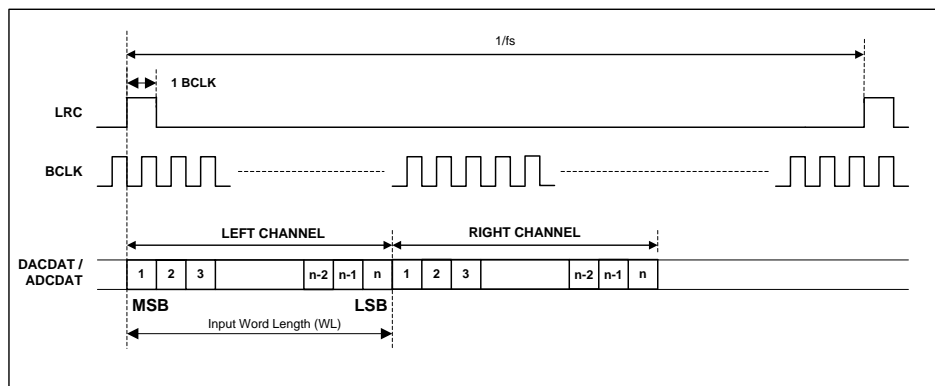 1/fs
1 BCLK
LRC
BCLK
LEFT CHANNEL RIGHT CHANNEL
DACDAT /
ADCDAT
1 2 3 n-2 n-1 n 1 2 3 n-2 n-1 n
MSB LSB
Input Word Length (WL)